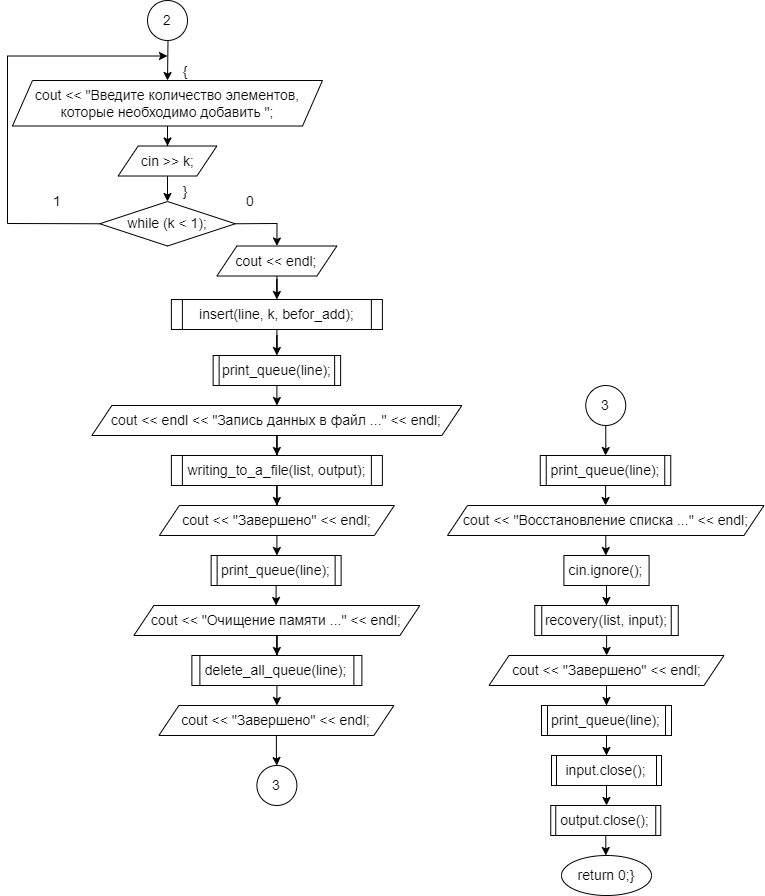 2
{
cout << "Введите количество элементов,
которые необходимо добавить ";
cin >> k;
}
1
0
while (k < 1);
cout << endl;
insert(line, k, befor_add);
print_queue(line);
cout << endl << "Запись данных в файл ..." << endl;
writing_to_a_file(list, output);
cout << "Завершено" << endl;
print_queue(line);
cout << "Очищение памяти ..." << endl;
delete_all_queue(line);
cout << "Завершено" << endl;
3
3
print_queue(line);
cout << "Восстановление списка ..." << endl;
cin.ignore();
recovery(list, input);
cout << "Завершено" << endl;
print_queue(line);
input.close();
output.close();
return 0;}